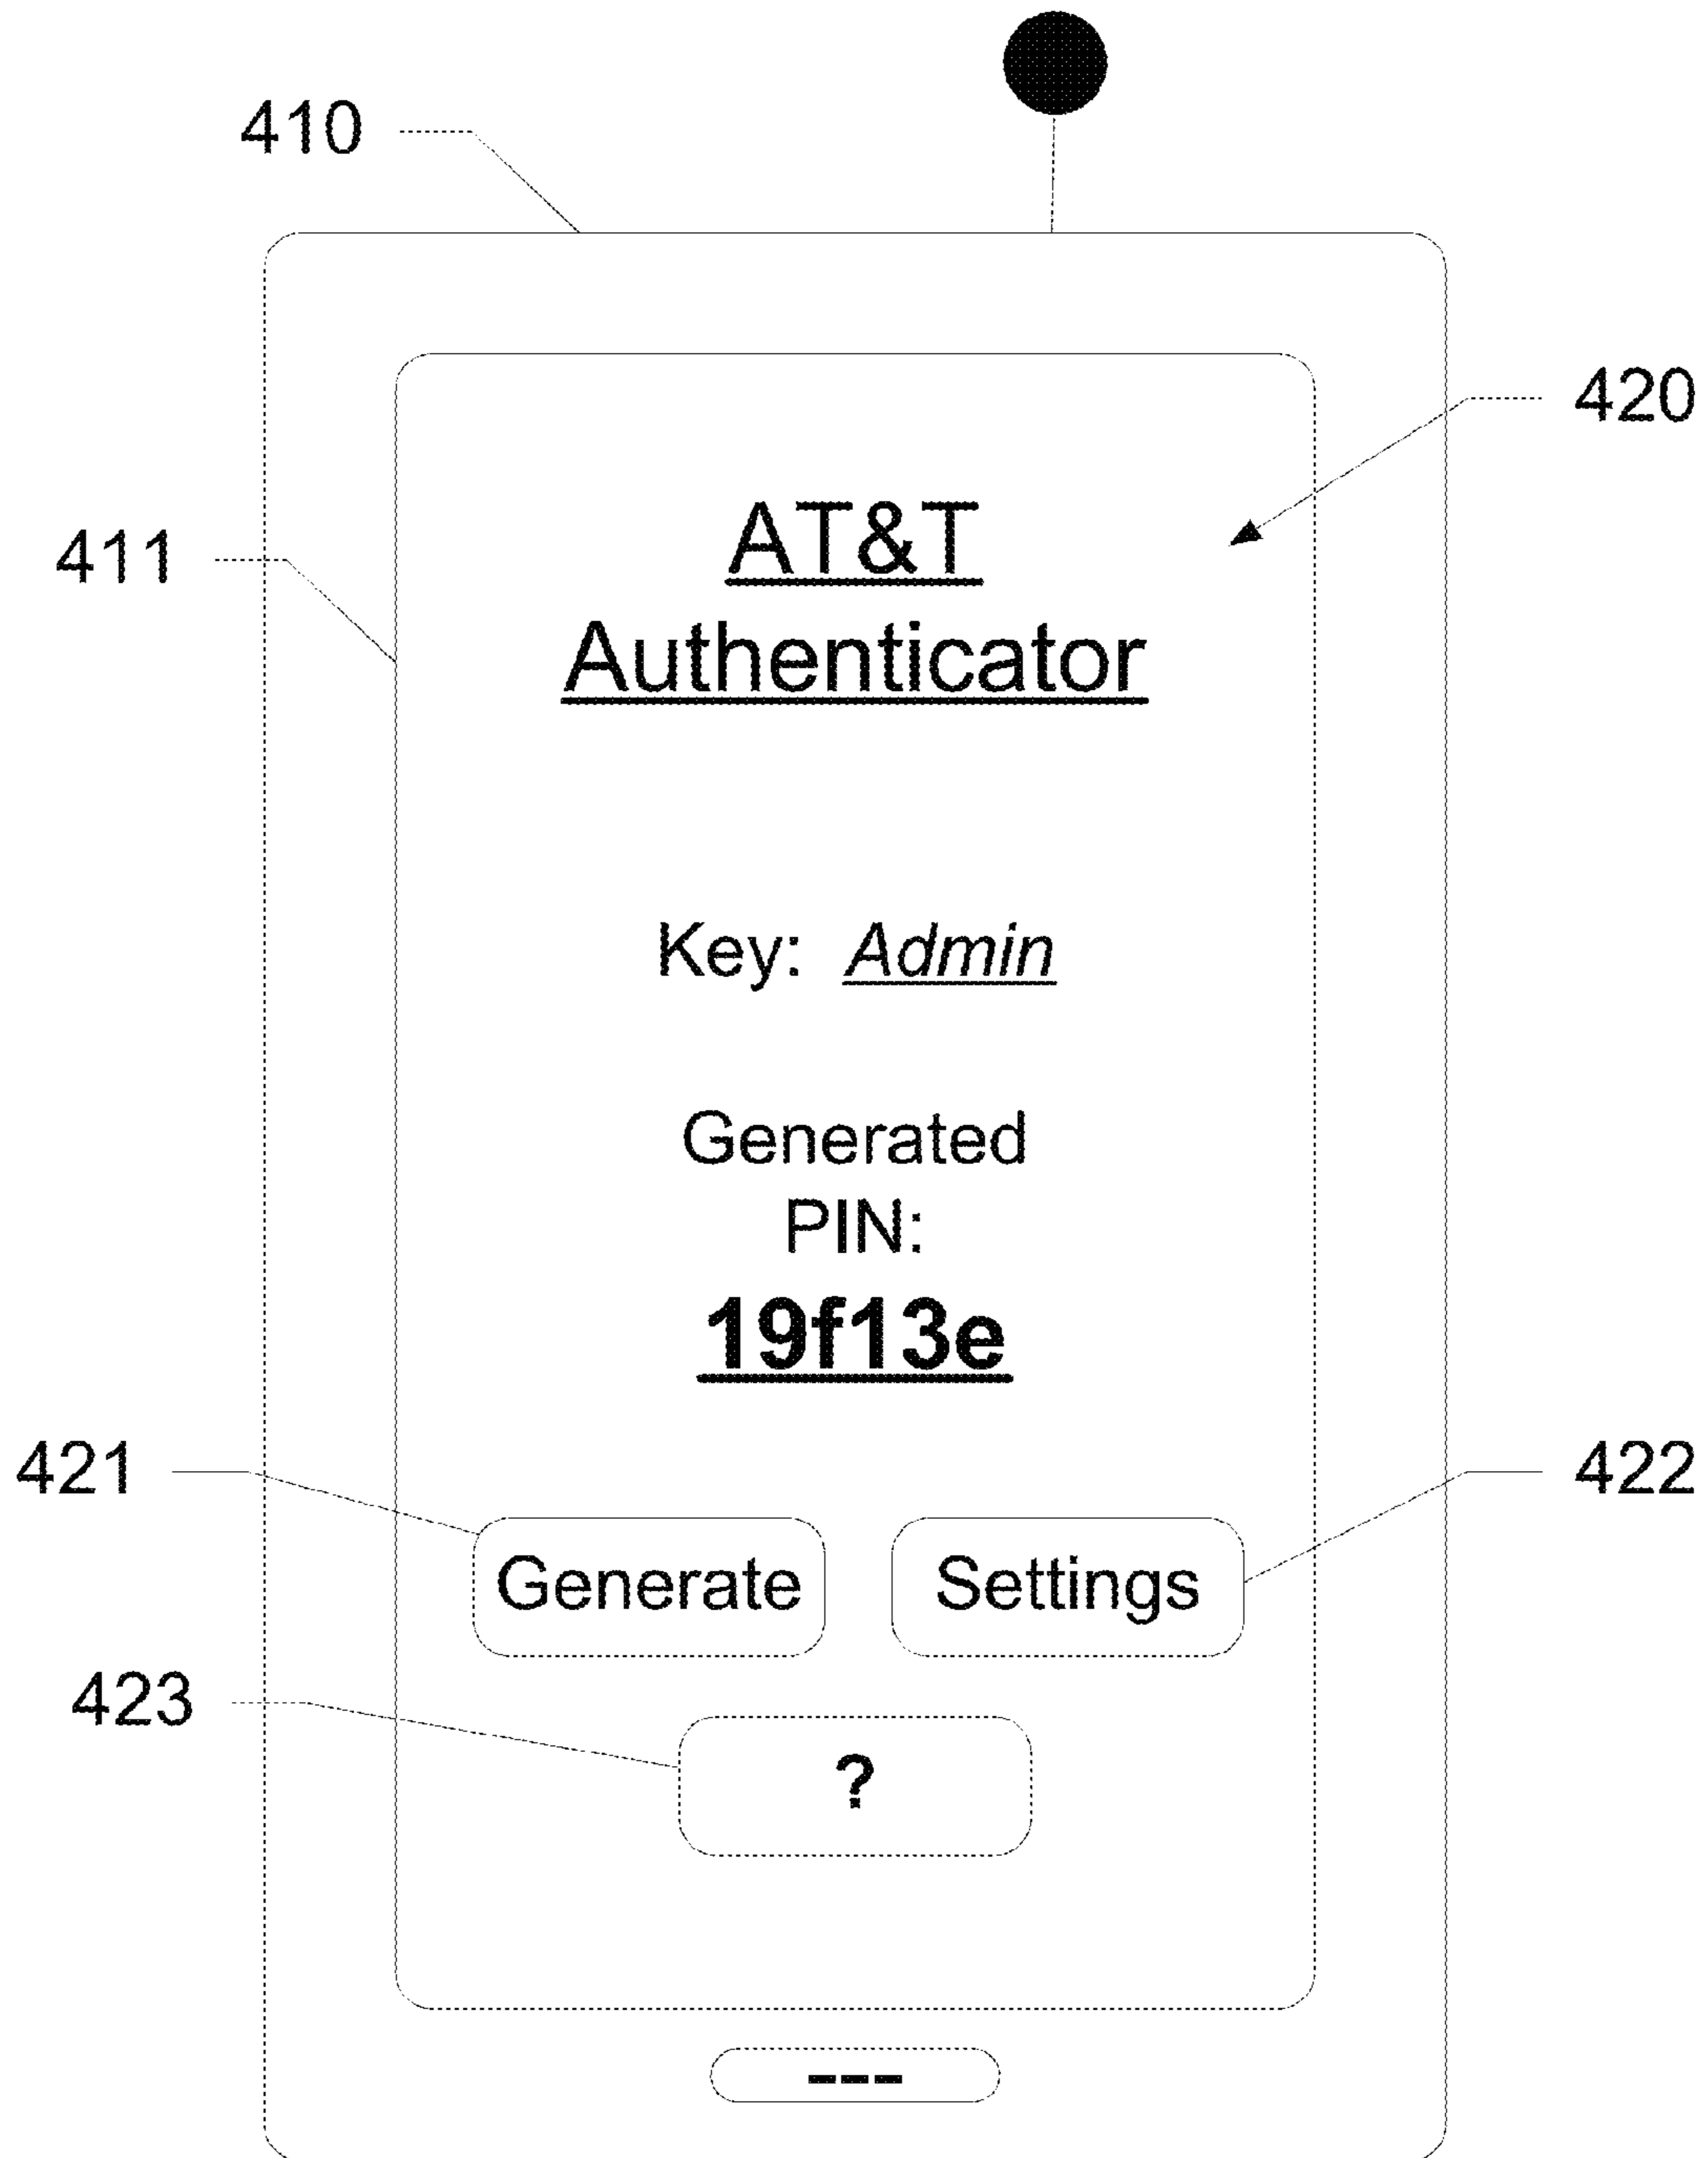 410
420
AT&T
411
Authenticator
Key: Admin
Generated
PIN:
19f13e
421
422
Generate
Settings
423
?
---